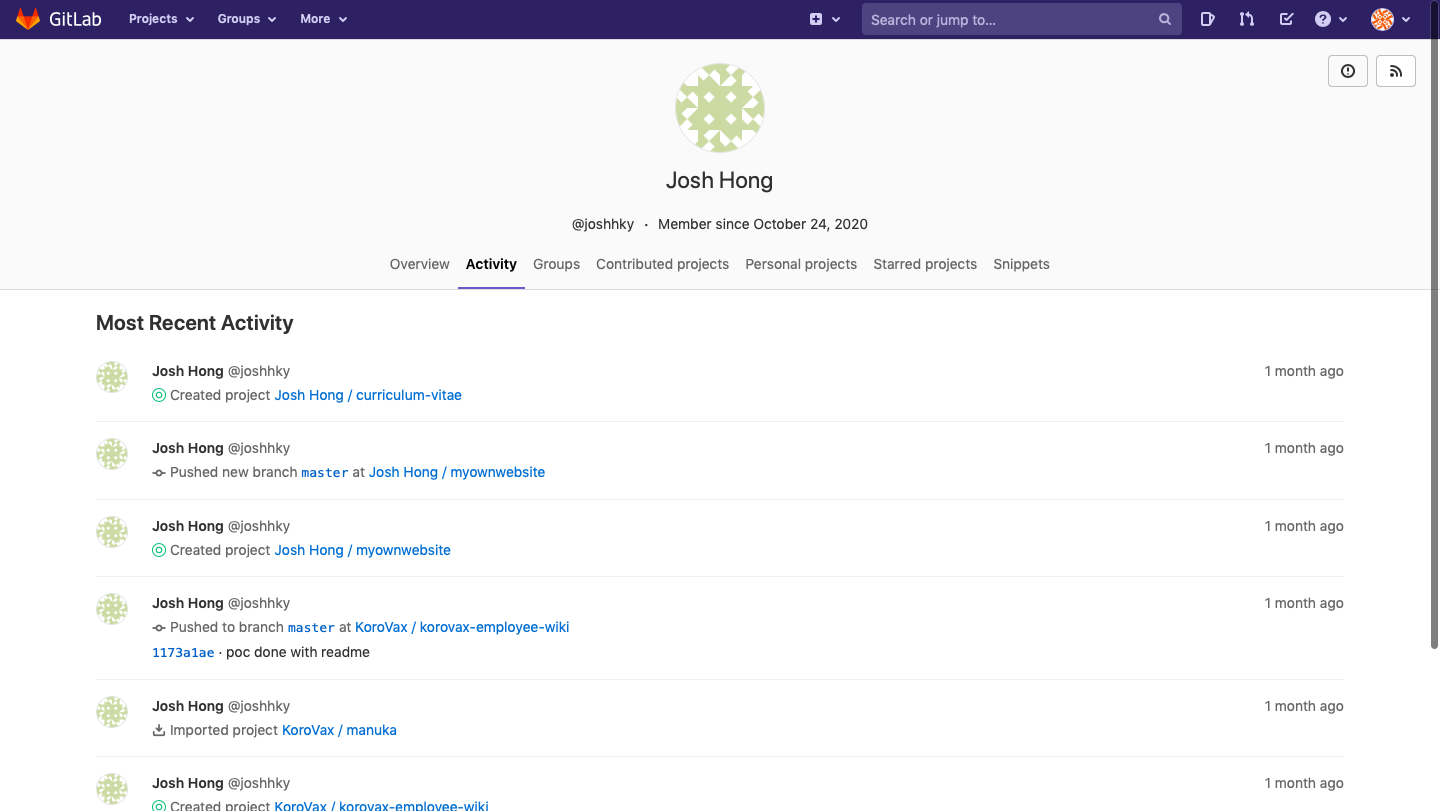 GitLab Projects Groups More Search or jump to...
Josh Hong
@joshhky · Member since October 24, 2020
Overview Activity Groups Contributed projects Personal projects Starred projects Snippets
Most Recent Activity
Josh Hong @joshhky 1 month ago
Created project Josh Hong / curriculum-vitae
Josh Hong @joshhky 1 month ago
Pushed new branch master at Josh Hong / myownwebsite
Josh Hong @joshhky 1 month ago
Created project Josh Hong / myownwebsite
Josh Hong @joshhky 1 month ago
Pushed to branch master at KoroVax / korovax-employee-wiki
1173a1ae · poc done with readme
Josh Hong @joshhky 1 month ago
Imported project KoroVax / manuka
Josh Hong @joshhky 1 month ago
Created project KoroVax / korovax-employee-wiki